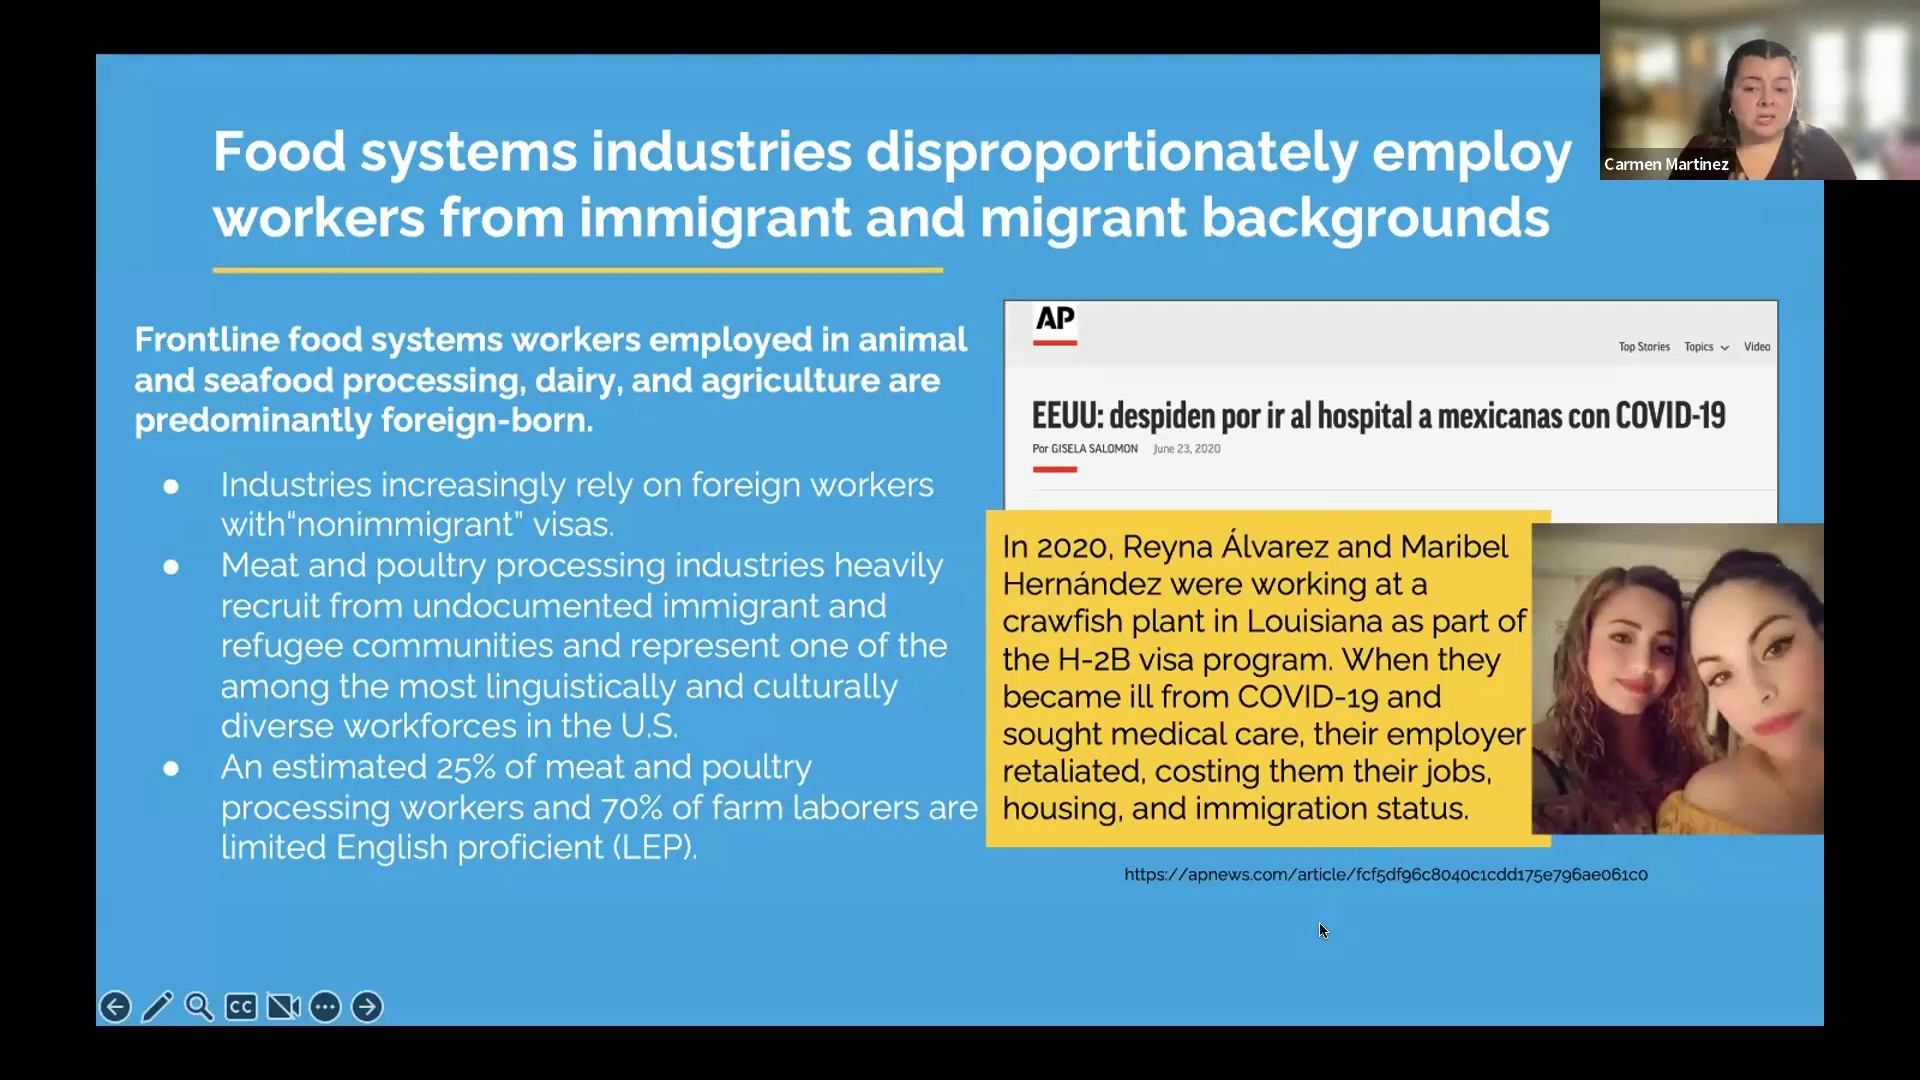 Carmen Martinez
Food systems industries disproportionately employ
workers from immigrant and migrant backgrounds
Frontline food systems workers employed in animal
and seafood processing, dairy, and agriculture are
predominantly foreign-born.
● Industries increasingly rely on foreign workers
with“nonimmigrant” visas.
● Meat and poultry processing industries heavily
recruit from undocumented immigrant and
refugee communities and represent one of the
among the most linguistically and culturally
diverse workforces in the U.S.
● An estimated 25% of meat and poultry
processing workers and 70% of farm laborers are
limited English proficient (LEP).
AP
Top Stories Topics Video
EEUU: despiden por ir al hospital a mexicanas con COVID-19
Por GISELA SALOMON June 23, 2020
In 2020, Reyna Álvarez and Maribel
Hernández were working at a
crawfish plant in Louisiana as part of
the H-2B visa program. When they
became ill from COVID-19 and
sought medical care, their employer
retaliated, costing them their jobs,
housing, and immigration status.
https://apnews.com/article/fcf5df96c8040c1cdd175e796ae061c0
CC